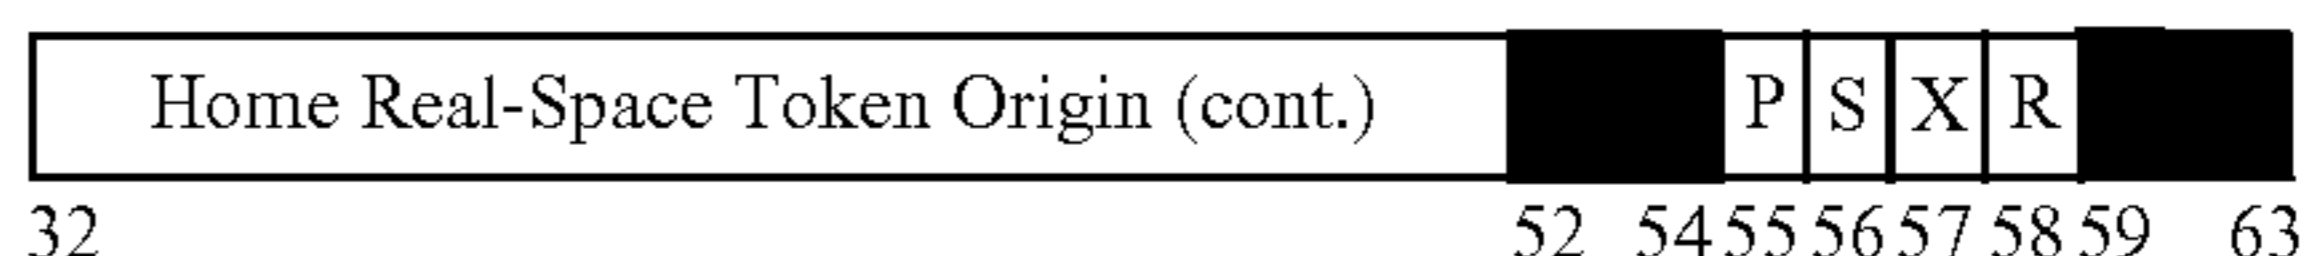 Home Real-Space Token Origin (cont.) P S X R
32 52 54 55 56 57 58 59 63